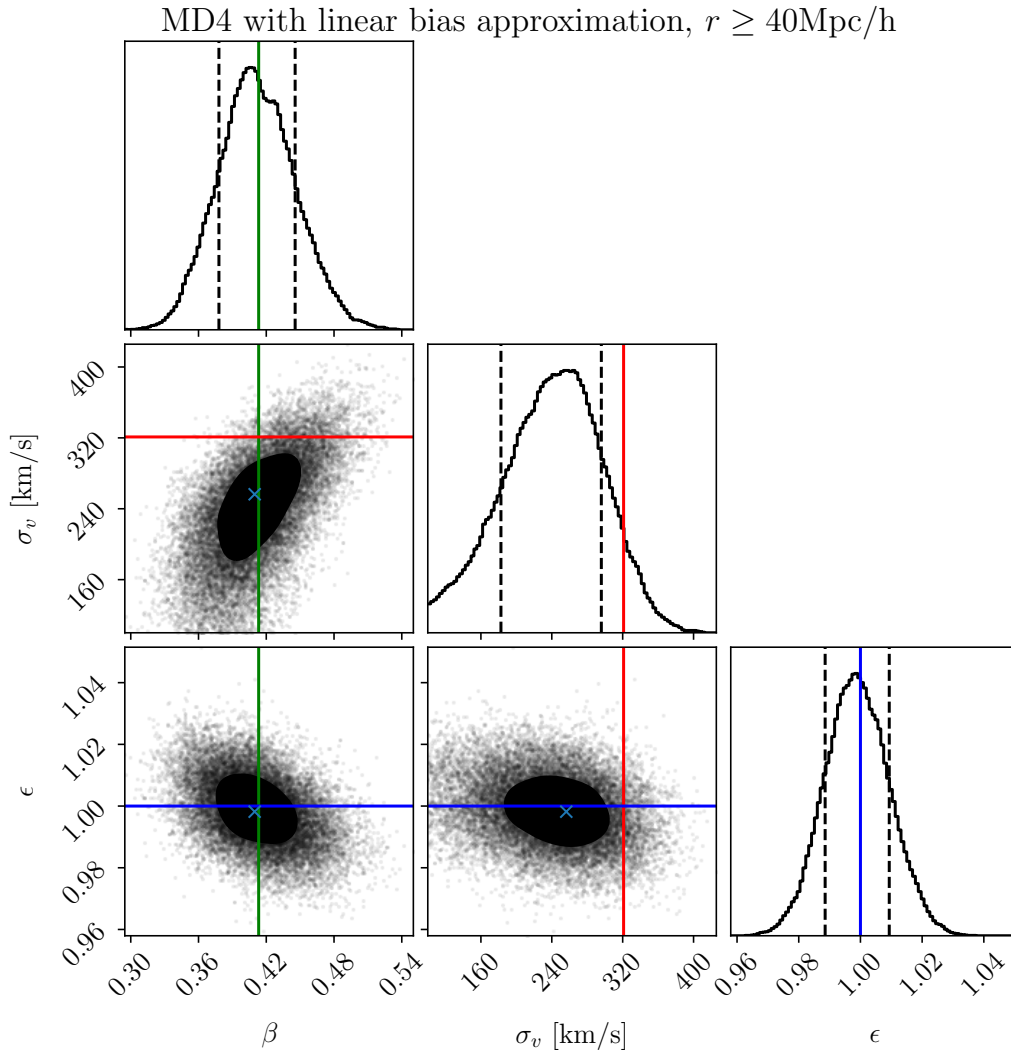 MD4 with linear bias approximation, r ≥ 40Mpc/h
400
320
240
160
σ_v [km/s]
1.04
1.02
1.00
0.98
0.96
ϵ
0.30 0.36 0.42 0.48 0.54
β
160 240 320 400
σ_v [km/s]
0.96 0.98 1.00 1.02 1.04
ϵ